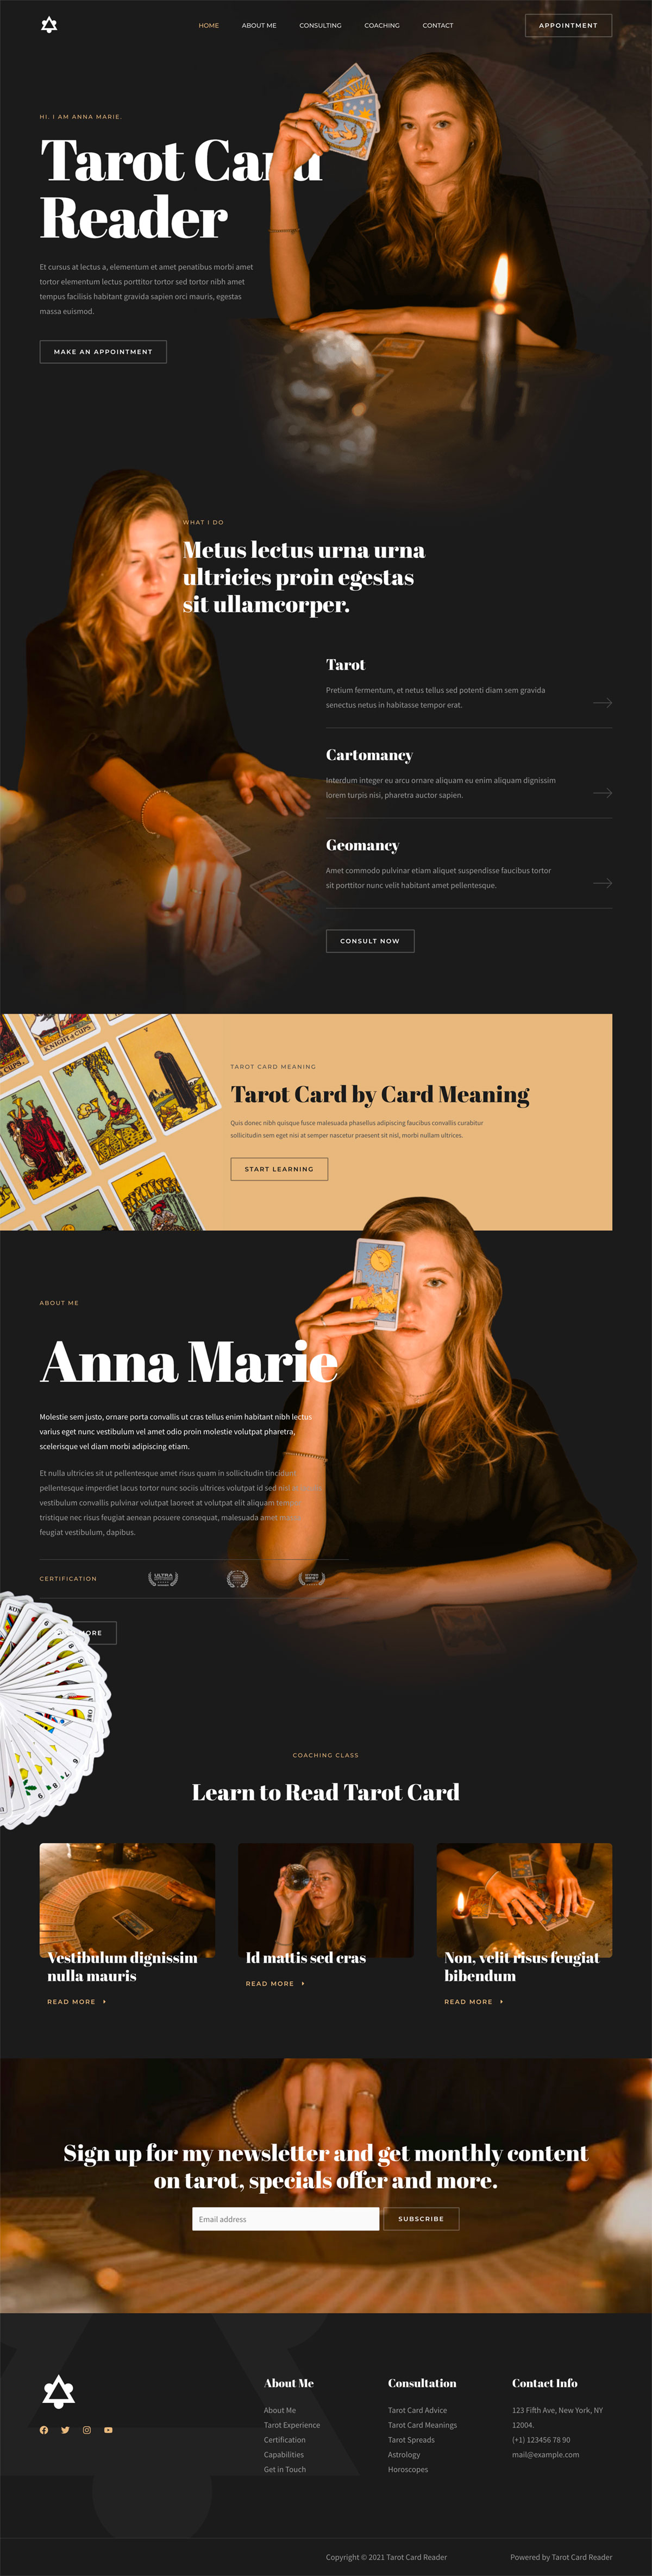 HOME
ABOUT ME
CONSULTING
COACHING
CONTACT
APPOINTMENT
HI. I AM ANNA MARIE.
Tarot Card
Reader
Et cursus at lectus a, elementum et amet penatibus morbi amet
tortor elementum lectus porttitor tortor sed tortor nibh amet
tempus facilisis habitant gravida sapien orci mauris, egestas
massa euismod.
MAKE AN APPOINTMENT
WHAT I DO
Metus lectus urna urna
ultricies proin egestas
sit ullamcorper.
Tarot
Pretium fermentum, et netus tellus sed potenti diam sem gravida
senectus netus in habitasse tempor erat.
Cartomancy
Interdum integer eu arcu ornare aliquam eu enim aliquam dignissim
lorem turpis nisi, pharetra auctor sapien.
Geomancy
Amet commodo pulvinar etiam aliquet suspendisse faucibus tortor
sit porttitor nunc velit habitant amet pellentesque.
CONSULT NOW
KNIGHT of CUPS.
CUPS.
TAROT CARD MEANING
Tarot Card by Card Meaning
Quis donec nibh quisque fusce malesuada phasellus adipiscing faucibus convallis curabitur
sollicitudin sem eget nisi at semper nascetur praesent sit nisl, morbi nullam ultrices.
START LEARNING
ABOUT ME
Anna Marie
Molestie sem justo, ornare porta convallis ut cras tellus enim habitant nibh lectus
varius eget nunc vestibulum vel amet odio proin molestie volutpat pharetra,
scelerisque vel diam morbi adipiscing etiam.
Et nulla ultricies sit ut pellentesque amet risus quam in sollicitudin tincidunt
pellentesque imperdiet lacus tortor nunc sociis ultrices volutpat id sed nisl
vestibulum convallis pulvinar volutpat laoreet at volutpat elit aliquam
tristique nec risus feugiat aenean posuere consequat, malesuada amet
feugiat vestibulum, dapibus.
CERTIFICATION
ULTRA
BEST
MORE
COACHING CLASS
Learn to Read Tarot Card
Vestibulum dignissim
nulla mauris
READ MORE
Id mattis sed cras
READ MORE
Non, velit risus feugiat
bibendum
READ MORE
Sign up for my newsletter and get monthly content
on tarot, specials offer and more.
Email address
SUBSCRIBE
About Me
About Me
Tarot Experience
Certification
Capabilities
Get in Touch
Consultation
Tarot Card Advice
Tarot Card Meanings
Tarot Spreads
Astrology
Horoscopes
Contact Info
123 Fifth Ave, New York, NY
12004.
(+1) 123456 78 90
mail@example.com
Copyright © 2021 Tarot Card Reader
Powered by Tarot Card Reader